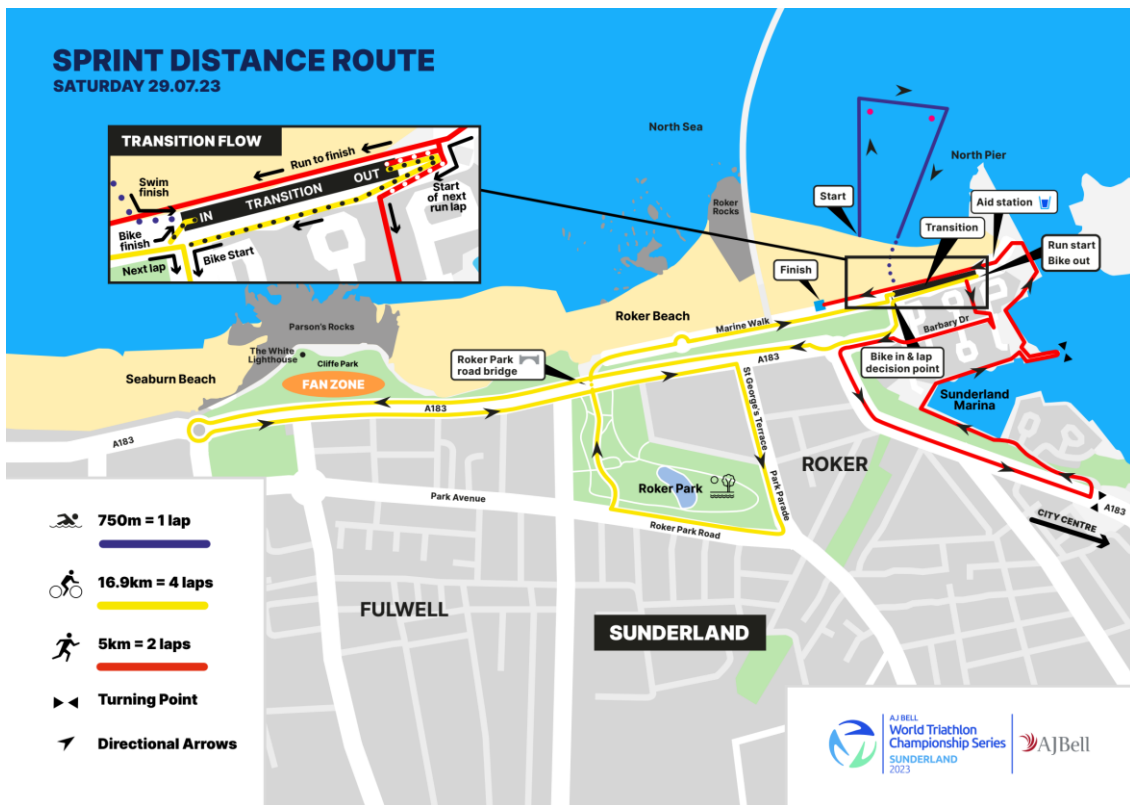 SPRINT DISTANCE ROUTE
SATURDAY 29.07.23
TRANSITION FLOW
Run to finish
Swim
finish
IN TRANSITION OUT
Start
of next
run lap
Bike
finish
Bike Start
Next lap
North Sea
North Pier
Start
Aid station
Transition
Run start
Bike out
Roker
Rocks
Finish
Roker Beach
Marine Walk
Barbary Dr
Parson's Rocks
The White
Lighthouse
Cliffe Park
FAN ZONE
Seaburn Beach
Roker Park
road bridge
A183
Bike in & lap
decision point
Sunderland
Marina
A183
A183
St George's Terrace
ROKER
Roker Park
Park Parade
Park Avenue
Roker Park Road
A183
CITY CENTRE
FULWELL
SUNDERLAND
750m = 1 lap
16.9km = 4 laps
5km = 2 laps
Turning Point
Directional Arrows
AJ BELL
World Triathlon
Championship Series
SUNDERLAND
2023
AJBell